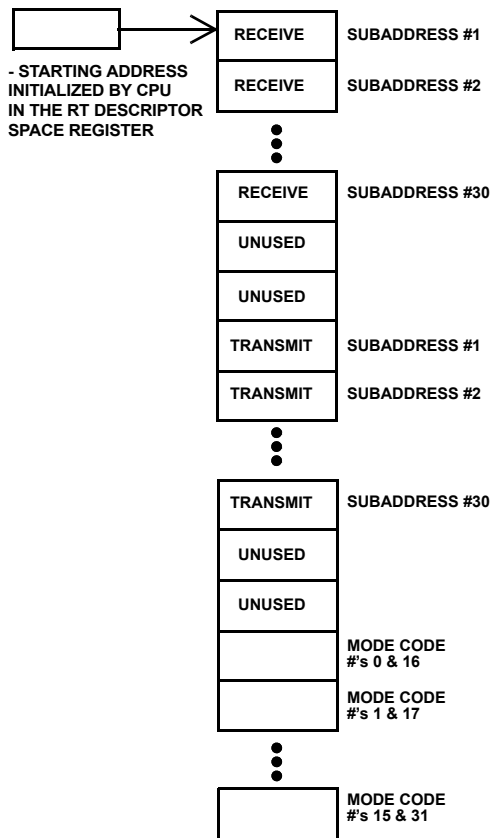 RECEIVE SUBADDRESS #1
- STARTING ADDRESS
INITIALIZED BY CPU
IN THE RT DESCRIPTOR
SPACE REGISTER
RECEIVE SUBADDRESS #2
RECEIVE SUBADDRESS #30
UNUSED
UNUSED
TRANSMIT SUBADDRESS #1
TRANSMIT SUBADDRESS #2
TRANSMIT SUBADDRESS #30
UNUSED
UNUSED
MODE CODE
#'s 0 & 16
MODE CODE
#'s 1 & 17
MODE CODE
#'s 15 & 31